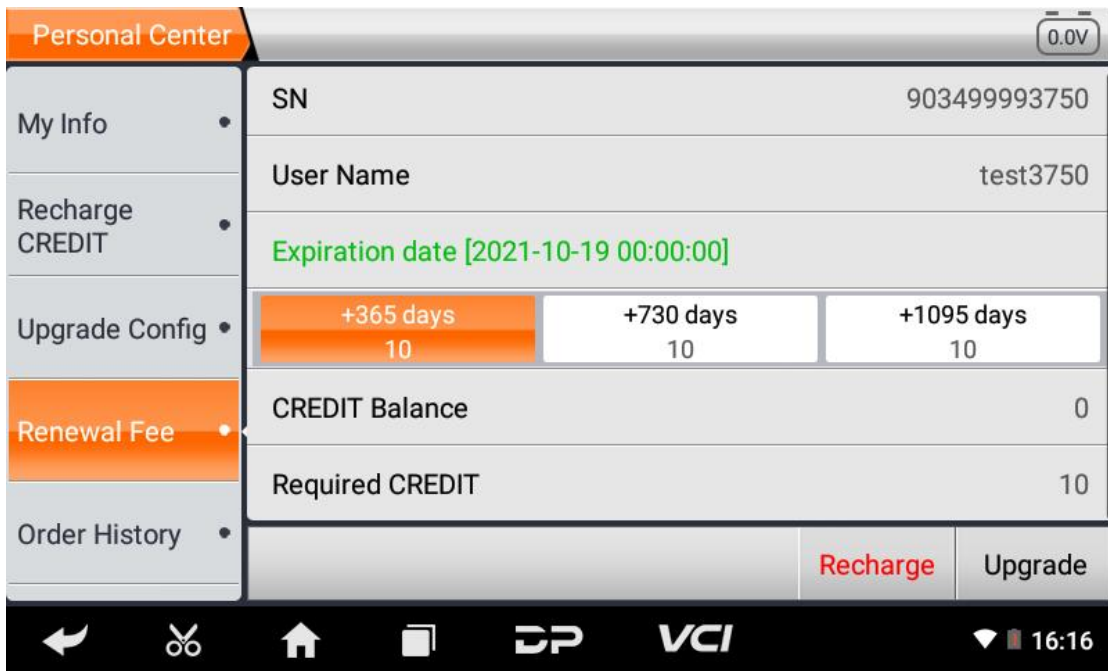 Personal Center
0.0V
My Info
Recharge
CREDIT
Upgrade Config
Renewal Fee
Order History
SN 903499993750
User Name test3750
Expiration date [2021-10-19 00:00:00]
+365 days +730 days +1095 days
10 10 10
CREDIT Balance 0
Required CREDIT 10
Recharge Upgrade
DP VCI 16:16